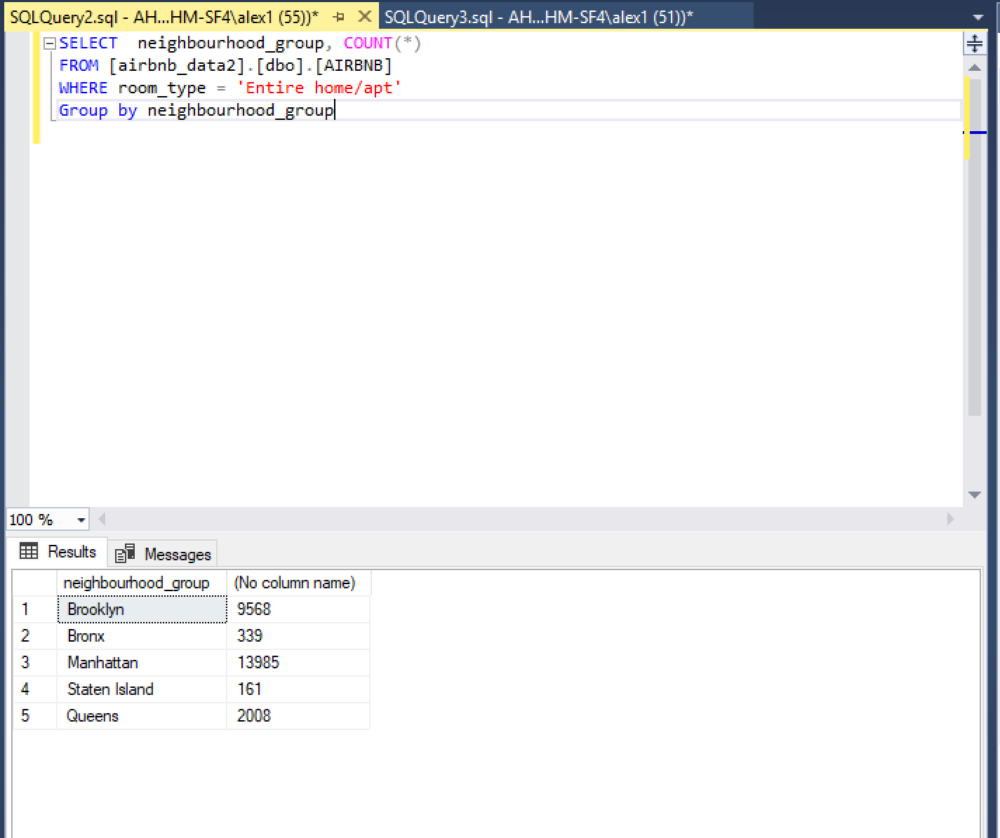 SQLQuery2.sql - AH...HM-SF4\alex1 (55))* SQLQuery3.sql - AH...HM-SF4\alex1 (51))*
SELECT  neighbourhood_group, COUNT(*)
FROM [airbnb_data2].[dbo].[AIRBNB]
WHERE room_type = 'Entire home/apt'
Group by neighbourhood_group
100 %
Results Messages
neighbourhood_group (No column name)
1 Brooklyn 9568
2 Bronx 339
3 Manhattan 13985
4 Staten Island 161
5 Queens 2008